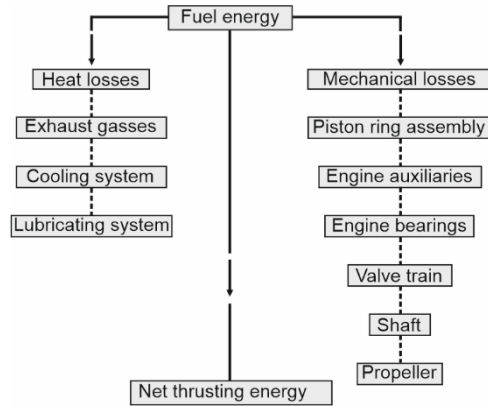 Fuel energy
Heat losses
Exhaust gasses
Cooling system
Lubricating system
Mechanical losses
Piston ring assembly
Engine auxiliaries
Engine bearings
Valve train
Shaft
Propeller
Net thrusting energy